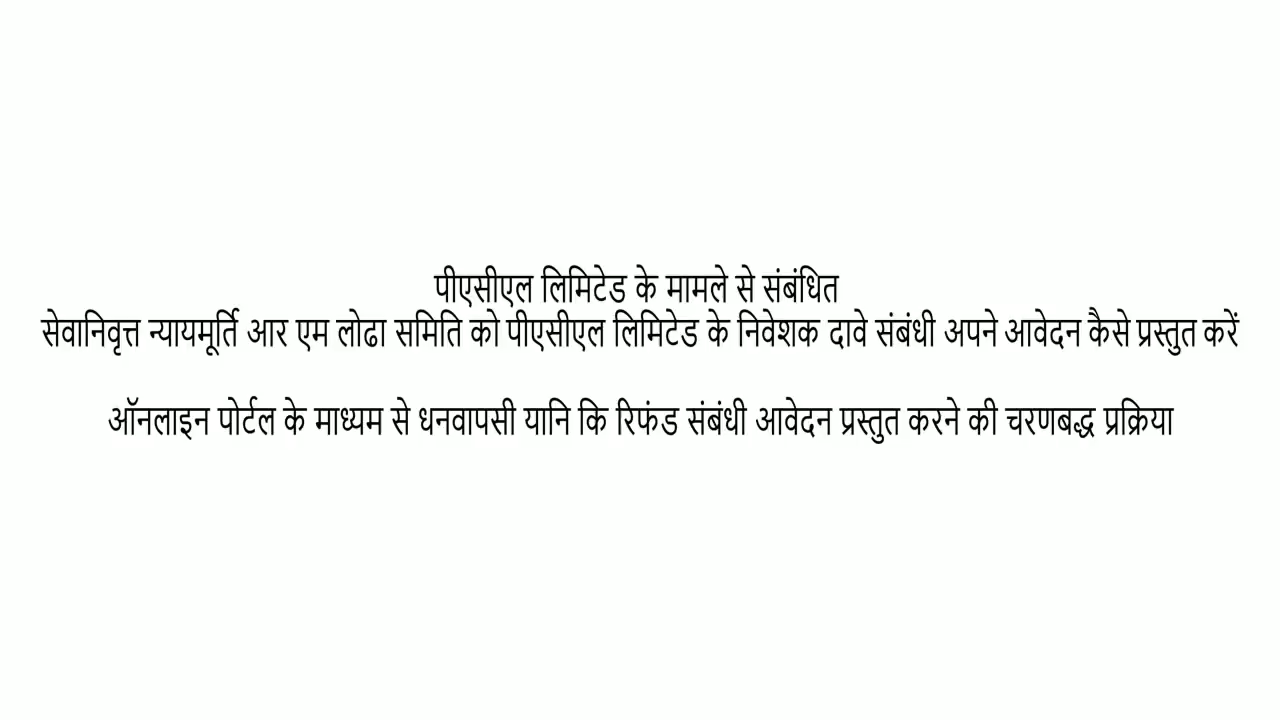 पीएसीएल लिमिटेड के मामले से संबंधित
सेवानिवृत्त न्यायमूर्ति आर एम लोढा समिति को पीएसीएल लिमिटेड के निवेशक दावे संबंधी अपने आवेदन कैसे प्रस्तुत करें
ऑनलाइन पोर्टल के माध्यम से धनवापसी यानि कि रिफंड संबंधी आवेदन प्रस्तुत करने की चरणबद्ध प्रक्रिया